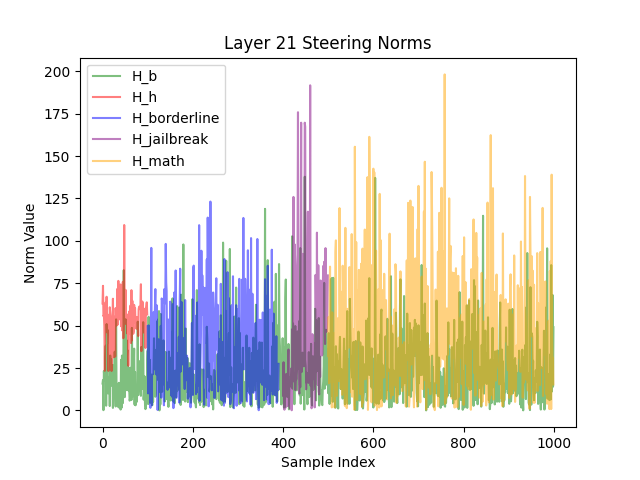 Layer 21 Steering Norms
H_b
H_h
H_borderline
H_jailbreak
H_math
Norm Value
200
175
150
125
100
75
50
25
0
0 200 400 600 800 1000
Sample Index